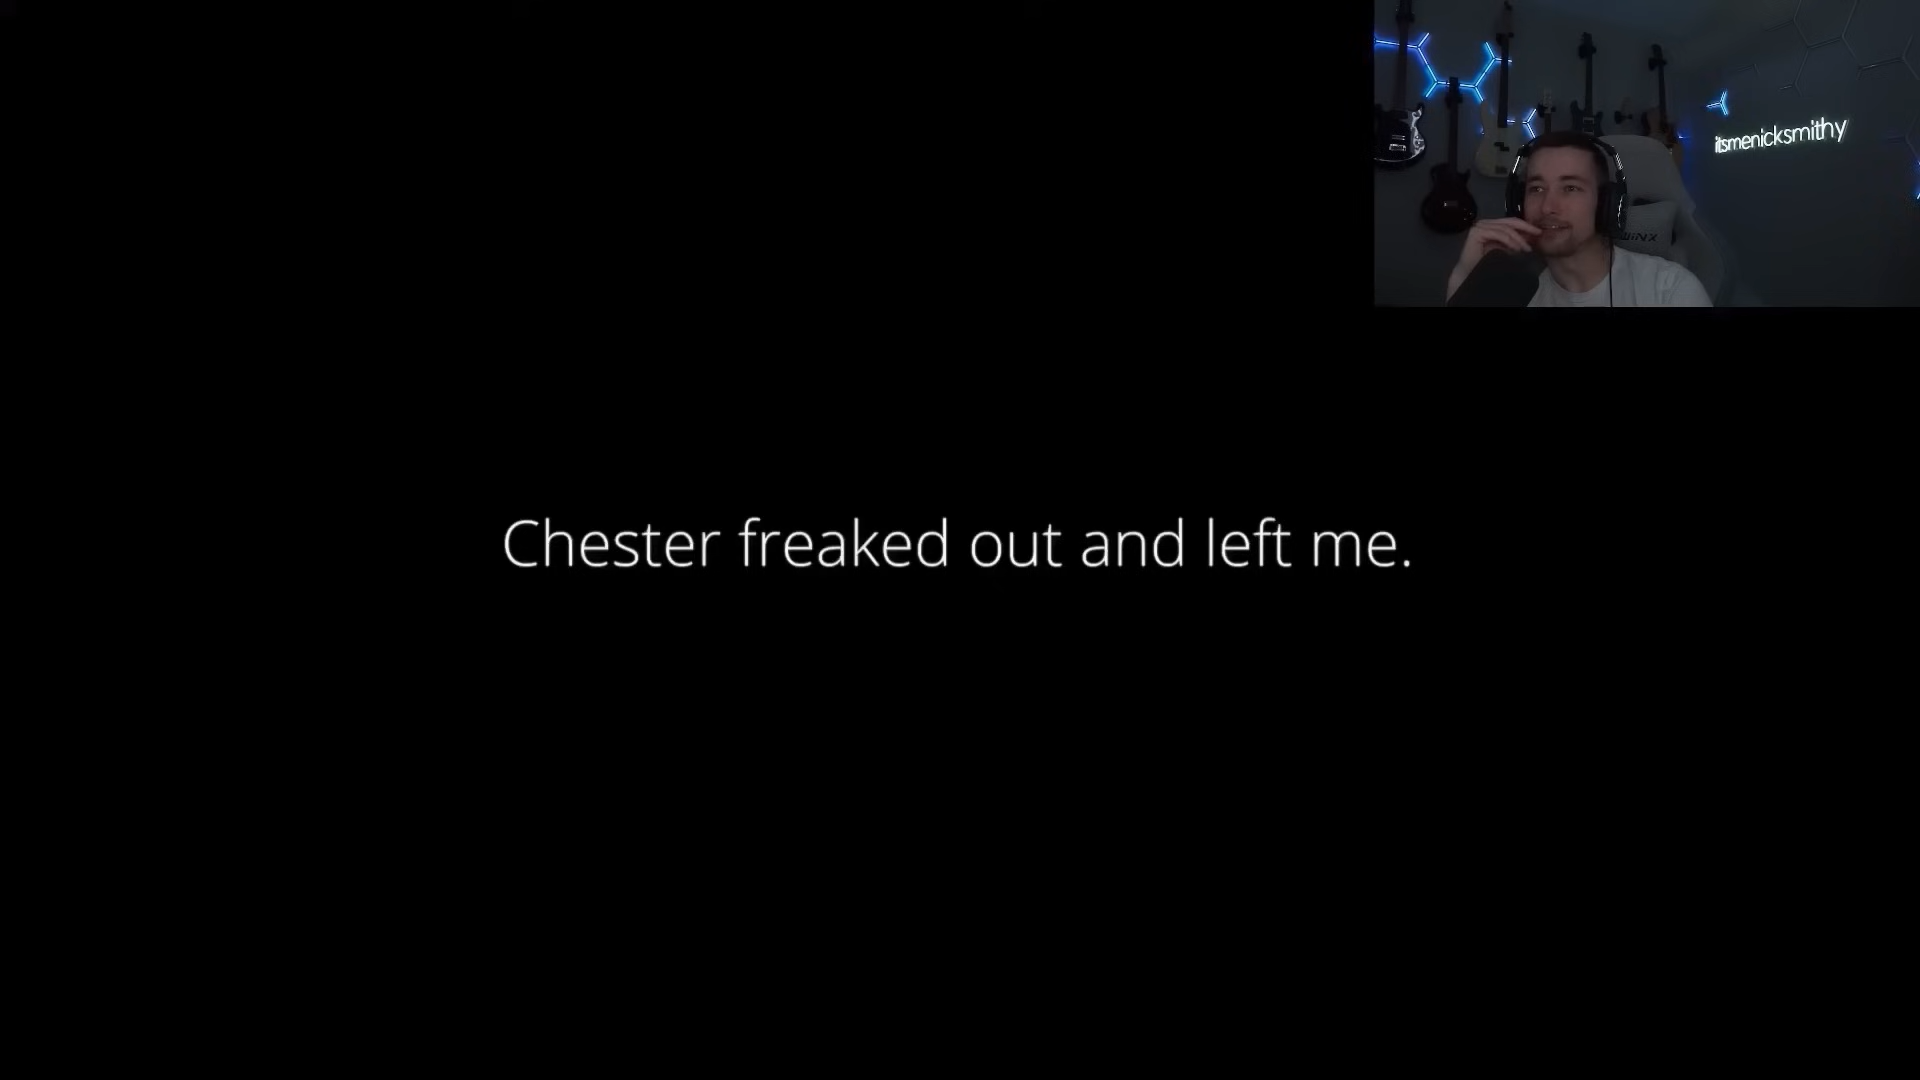 itsmenicksmithy
Chester freaked out and left me.